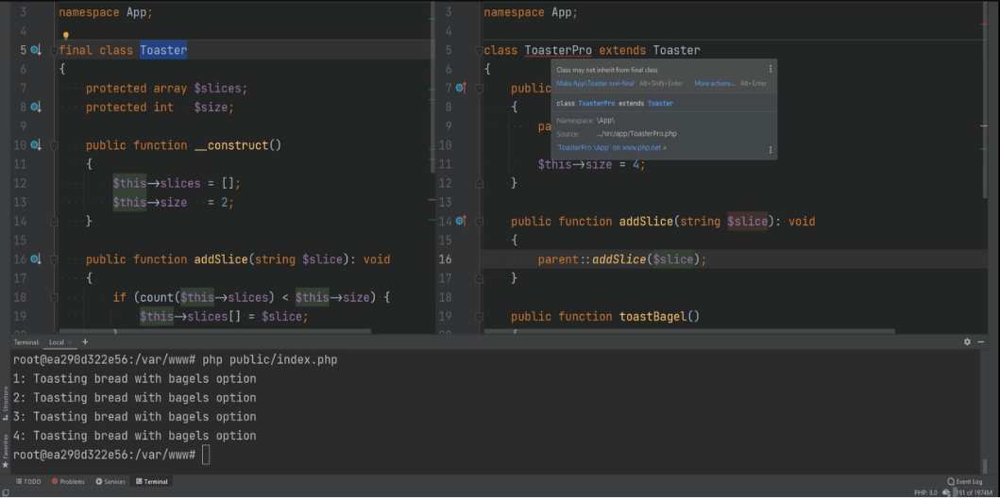 3 namespace App;
4
5 final class Toaster
6 {
7 protected array $slices;
8 protected int $size;
9
10 public function __construct()
11 {
12 $this->slices = [];
13 $this->size = 2;
14 }
15
16 public function addSlice(string $slice): void
17 {
18 if (count($this->slices) < $this->size) {
19 $this->slices[] = $slice;
3 namespace App;
4
5 class ToasterPro extends Toaster
6 {
7 public
8 {
9 pa
10
11 $this->size = 4;
12 }
13
14 public function addSlice(string $slice): void
15 {
16 parent::addSlice($slice);
17 }
18
19 public function toastBagel()
Class may not inherit from final class
Make App\Toaster non-final Alt+Shift+Enter More actions... Alt+Enter
class ToasterPro extends Toaster
Namespace: \App\
Source: .../src/app/ToasterPro.php
`ToasterPro \App` on www.php.net
Terminal: Local × +
root@ea290d322e56:/var/www# php public/index.php
1: Toasting bread with bagels option
2: Toasting bread with bagels option
3: Toasting bread with bagels option
4: Toasting bread with bagels option
root@ea290d322e56:/var/www#
Structure
Favorites
TODO Problems Services Terminal Event Log
PHP: 8.0 191 of 1974M